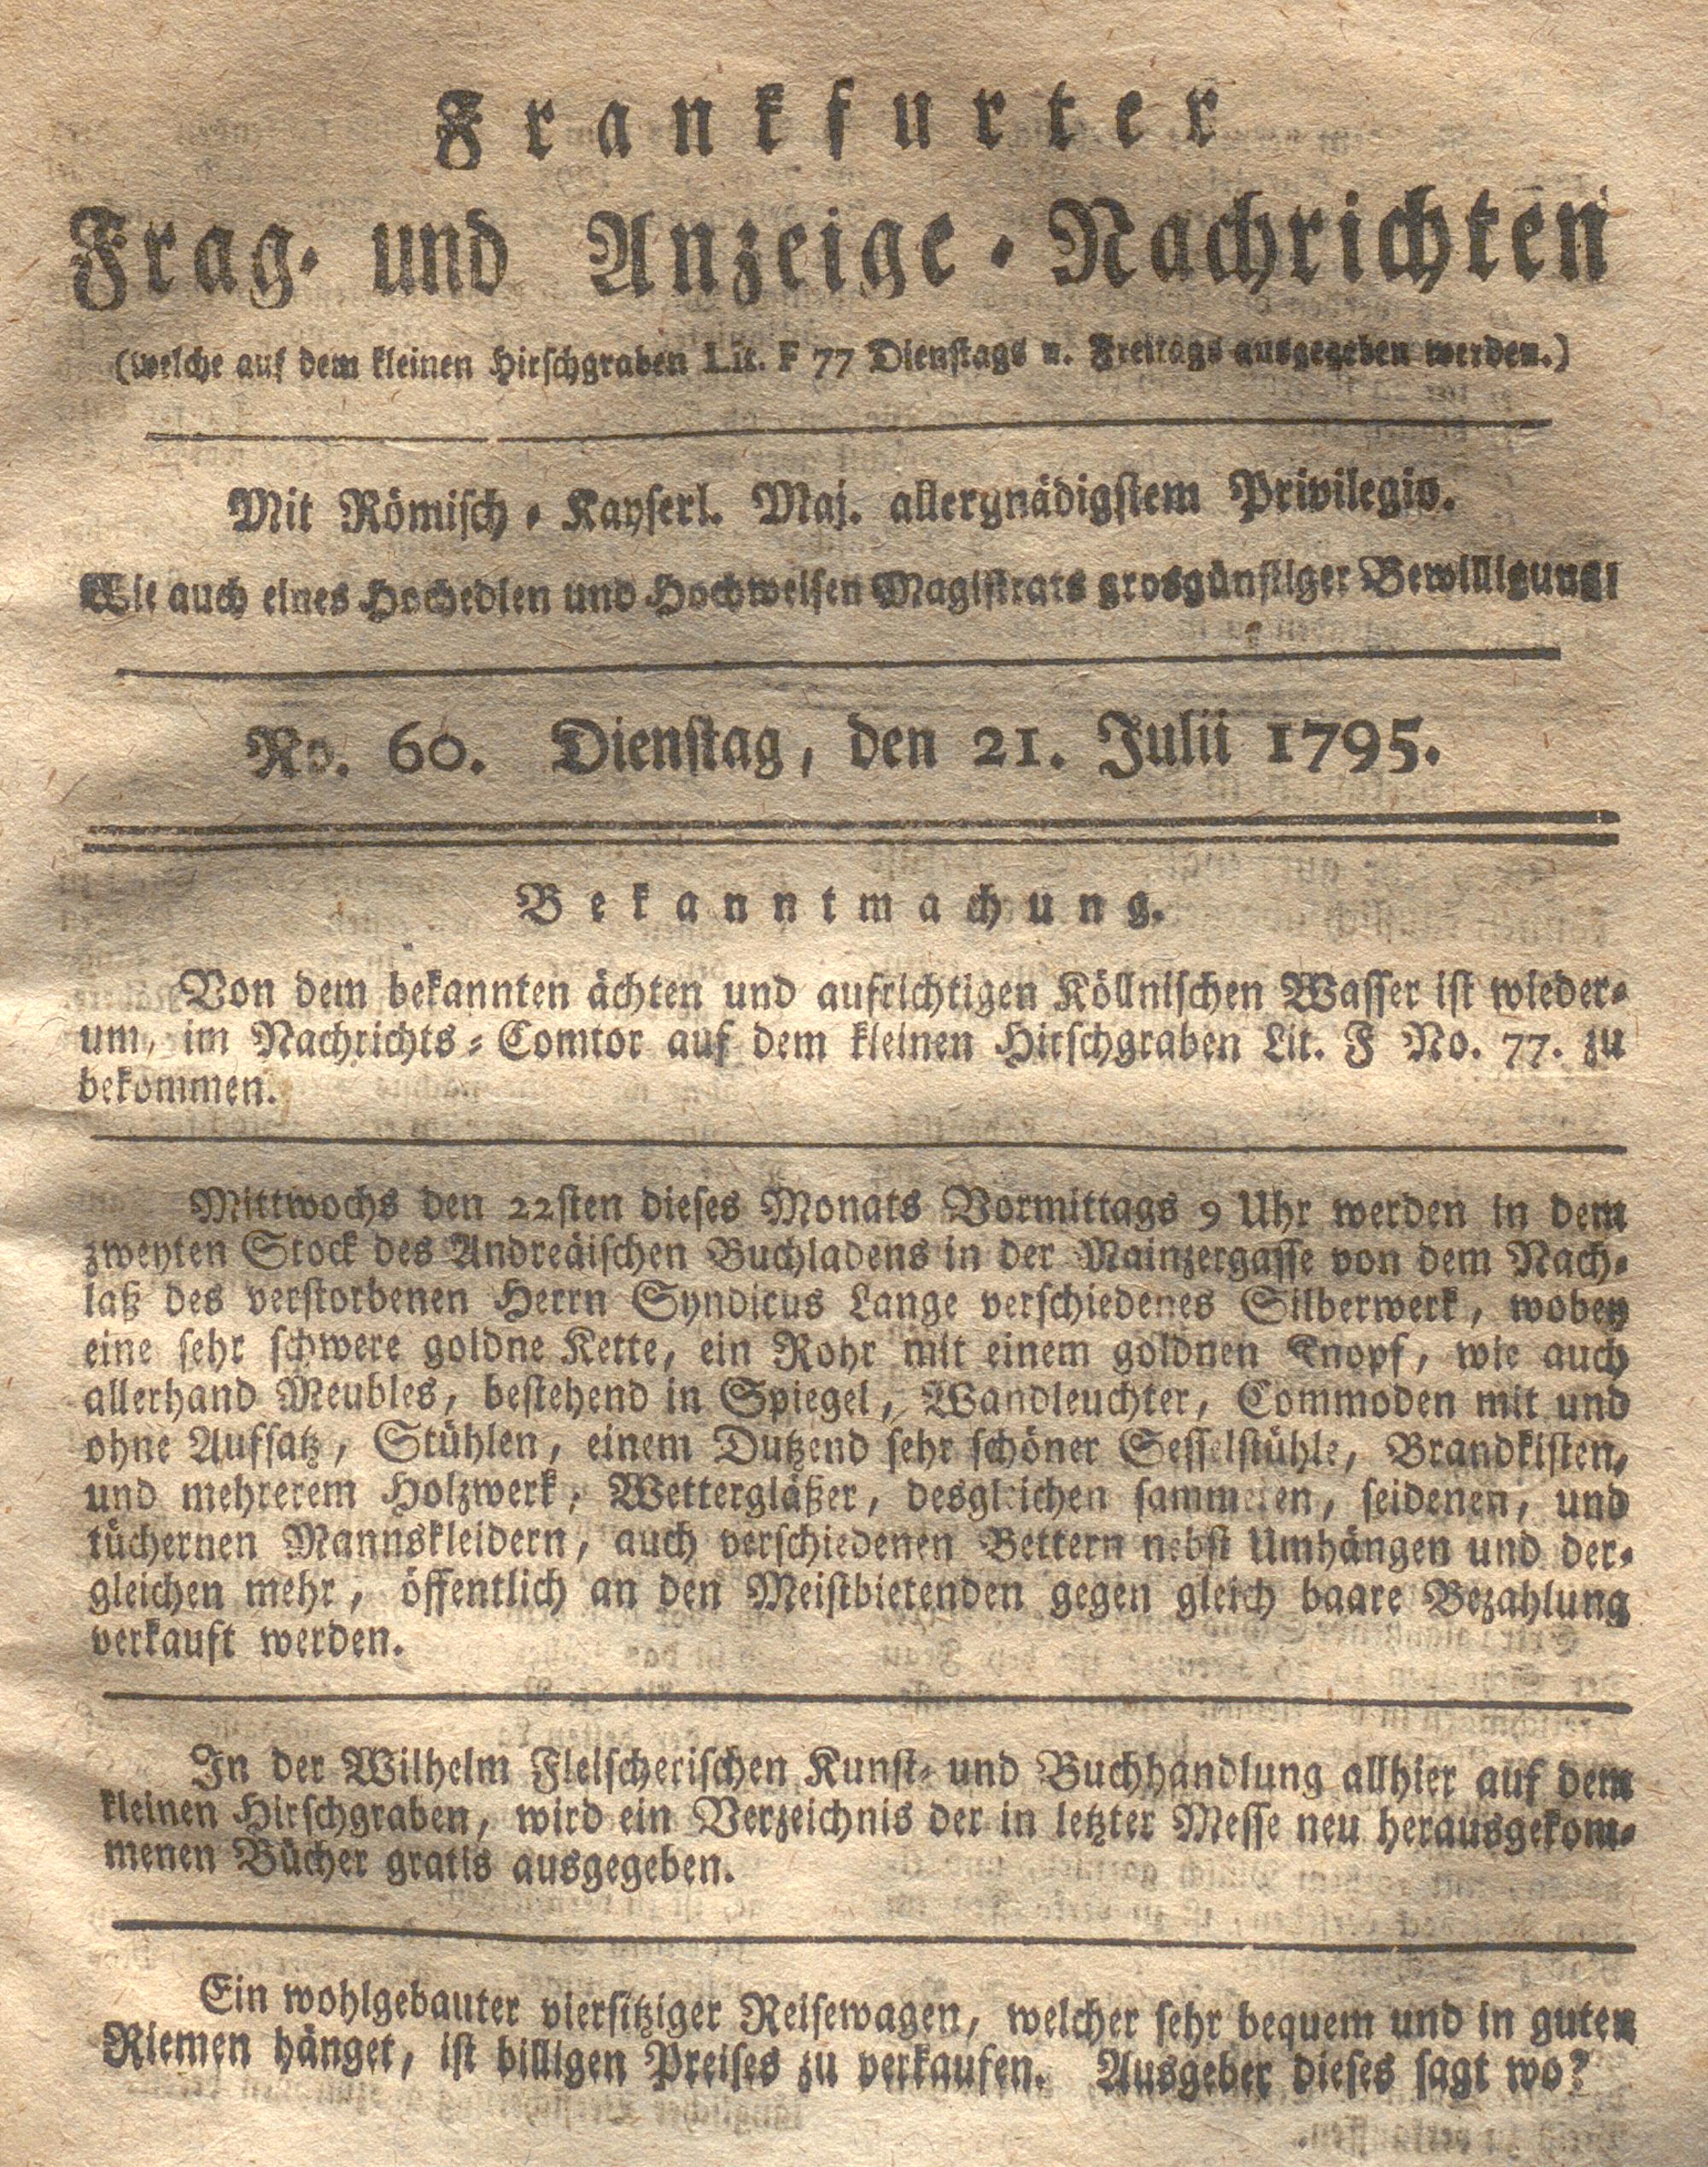 Frankfurter
Frag- und Anzeige-Nachrichten
(welche auf dem kleinen Hirschgraben Lit. F 77 Dienstags u. Freitags ausgegeben werden.)
Mit Römisch-Kayserl. Maj. allergnädigstem Privilegio.
Wie auch eines Hochedlen und Hochweisen Magistrats grosgünstiger Bewilligung!
No. 60. Dienstag, den 21. Julii 1795.
Bekanntmachung.
Von dem bekannten ächten und aufrichtigen Köllnischen Wasser ist wieder-
um, im Nachrichts-Comtor auf dem kleinen Hirschgraben Lit. F No. 77. zu
bekommen.
Mittwochs den 22sten dieses Monats Vormittags 9 Uhr werden in dem
zweyten Stock des Andreäischen Buchladens in der Mainzergasse von dem Nach-
laß des verstorbenen Herrn Syndicus Lange verschiedenes Silberwerk, wobey
eine sehr schwere goldne Kette, ein Rohr mit einem goldnen Knopf, wie auch
allerhand Meubles, bestehend in Spiegel, Wandleuchter, Commoden mit und
ohne Aufsatz, Stühlen, einem Dutzend sehr schöner Sesselstühle, Brandkisten,
und mehrerem Holzwerk, Wettergläßer, desgleichen sammeten, seidenen, und
tüchernen Mannskleidern, auch verschiedenen Bettern nebst Umhängen und der-
gleichen mehr, öffentlich an den Meistbietenden gegen gleich baare Bezahlung
verkauft werden.
In der Wilhelm Fleischerischen Kunst- und Buchhandlung allhier auf dem
kleinen Hirschgraben, wird ein Verzeichnis der in letzter Messe neu herausgekom-
menen Bücher gratis ausgegeben.
Ein wohlgebauter viersitziger Reisewagen, welcher sehr bequem und in guten
Riemen hänget, ist billigen Preises zu verkaufen. Ausgeber dieses sagt wo?